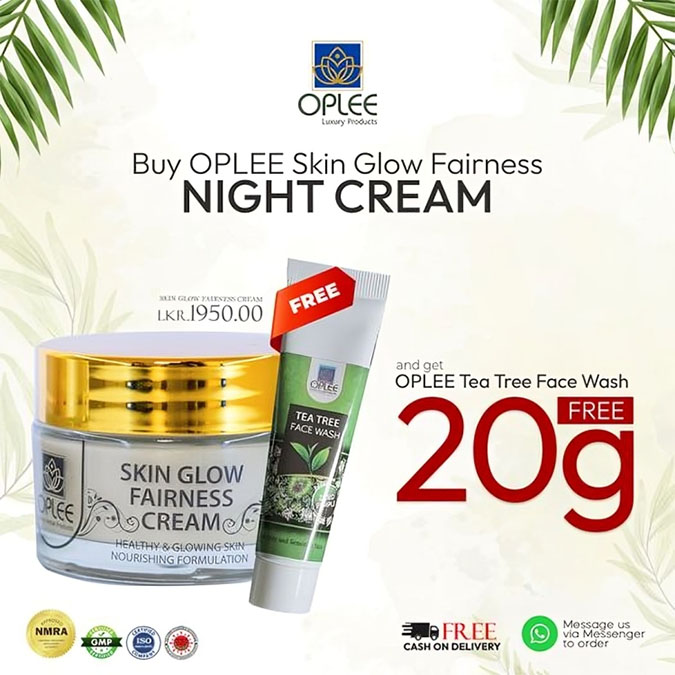 OPLEE
Luxury Products
Buy OPLEE Skin Glow Fairness
NIGHT CREAM
SKIN GLOW FAIRNESS CREAM
LKR.1950.00
FREE
OPLEE
TEA TREE
FACE WASH
OPLEE
SKIN GLOW
FAIRNESS
CREAM
HEALTHY & GLOWING SKIN
NOURISHING FORMULATION
and get
OPLEE Tea Tree Face Wash
20g
FREE
NMRA
GMP
ISO
FREE
CASH ON DELIVERY
Message us
via Messenger
to order